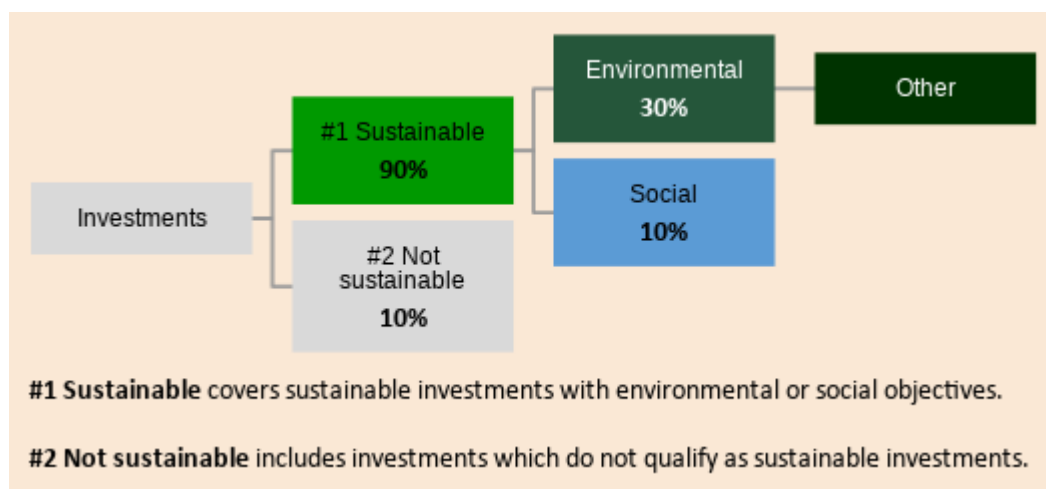 Investments
#1 Sustainable
90%
#2 Not
sustainable
10%
Environmental
30%
Social
10%
Other
#1 Sustainable covers sustainable investments with environmental or social objectives.
#2 Not sustainable includes investments which do not qualify as sustainable investments.